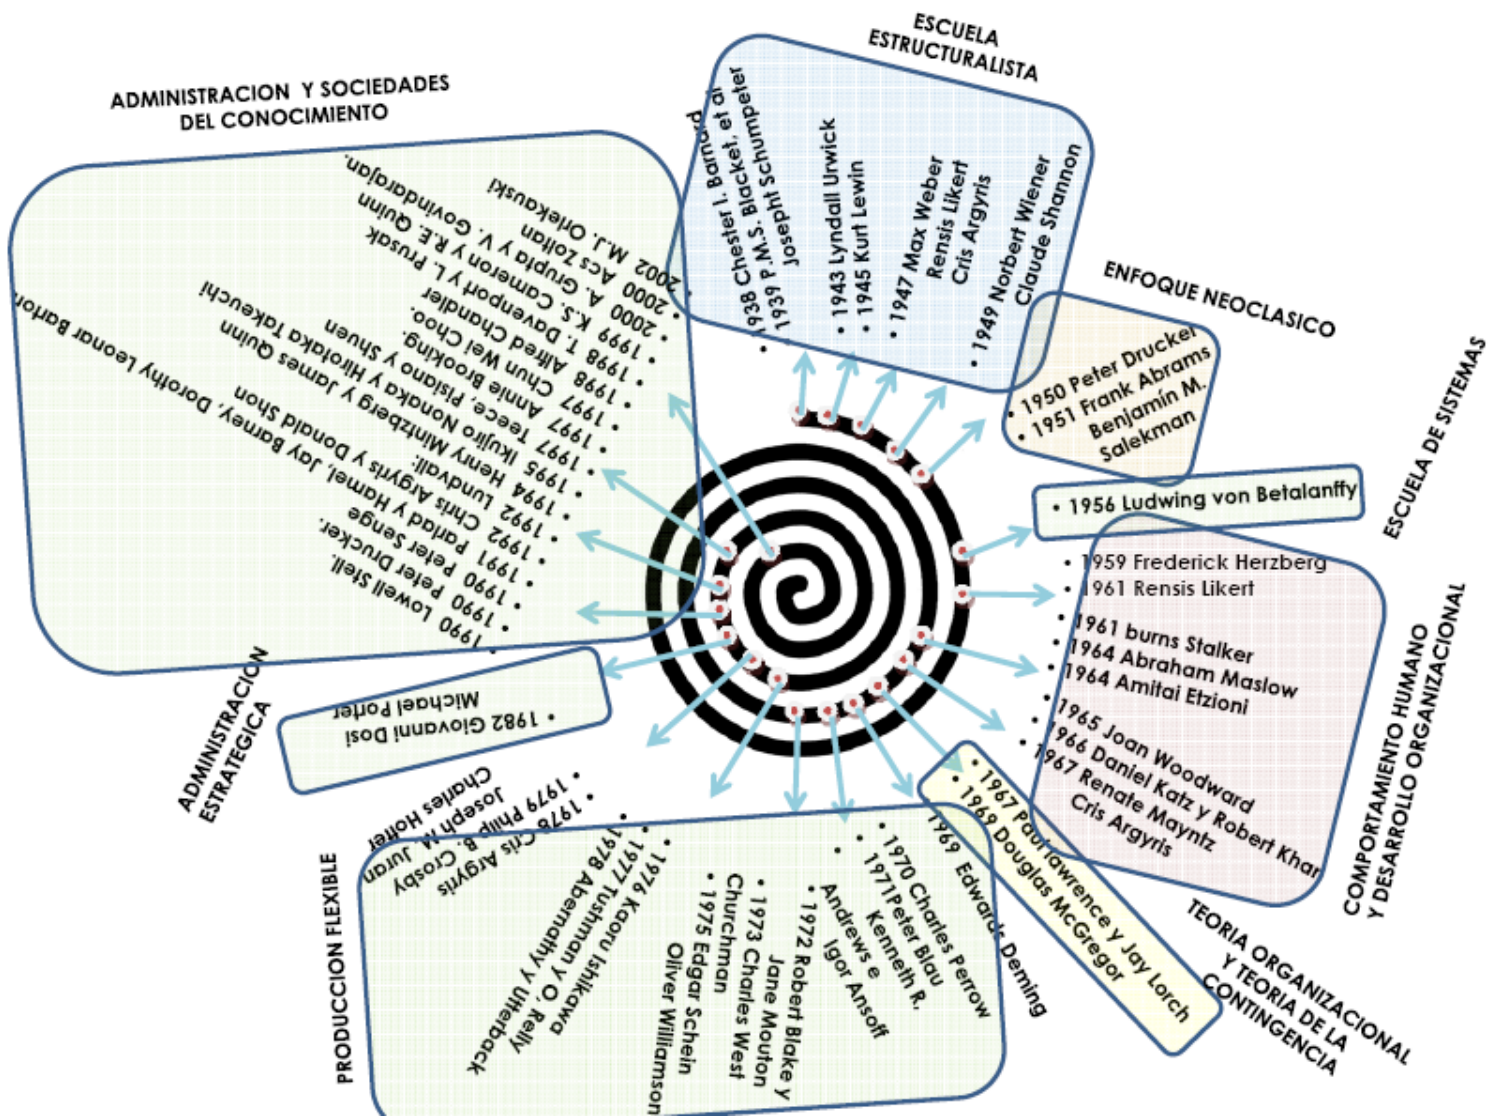 ESCUELA
ESTRUCTURALISTA
• 1938 Chester I. Barnard
• 1939 P.M.S. Blacket, et al
Josepht Schumpeter
• 1943 Lyndall Urwick
• 1945 Kurt Lewin
• 1947 Max Weber
Rensis Likert
Cris Argyris
• 1949 Norbert Wiener
Claude Shannon
ENFOQUE NEOCLASICO
• 1950 Peter Drucker
• 1951 Frank Abrams
Benjamín M.
Salekman
ESCUELA DE SISTEMAS
• 1956 Ludwing von Betalanffy
COMPORTAMIENTO HUMANO
Y DESARROLLO ORGANIZACIONAL
• 1959 Frederick Herzberg
• 1961 Rensis Likert
• 1961 burns Stalker
• 1964 Abraham Maslow
• 1964 Amitai Etzioni
• 1965 Joan Woodward
• 1966 Daniel Katz y Robert Khan
• 1967 Renate Mayntz
Cris Argyris
TEORIA ORGANIZACIONAL
Y TEORIA DE LA
CONTINGENCIA
• 1967 Paul lawrence y Jay Lorch
• 1969 Douglas McGregor
PRODUCCION FLEXIBLE
• 1969 Edwards Deming
• 1970 Charles Perrow
• 1971Peter Blau
Kenneth R.
Andrews e
Igor Ansoff
• 1972 Robert Blake y
Jane Mouton
• 1973 Charles West
Churchman
• 1975 Edgar Schein
Oliver Williamson
• 1976 Kaoru Ishikawa
• 1977 Tushman y O, Reilly
• 1978 Abernathy y Utterback
• 1978 Cris Argyris
• 1979 Philp B. Crosby
Joseph M. Juran
Charles Hoffer
ADMINISTRACION
ESTRATEGICA
• 1982 Giovanni Dosi
Michael Porter
ADMINISTRACION Y SOCIEDADES
DEL CONOCIMIENTO
• 1990 Lowell Stell.
• 1990 Peter Drucker.
• 1990 Peter Senge
• 1991 Parlad y Hamel, Jay Barney, Dorothy Leonar Barton
• 1992 Chris Argyris y Donald Shon
• 1992 Lundvall:
• 1994 Henry Mintzberg y James Quinn
• 1995 Ikujiro Nonaka y Hirotaka Takeuchi
• 1997 Teece, Pisiano y Shuen
• 1997 Annie Brooking.
• 1997 Chun Wei Choo.
• 1998 Alfred Chandler
• 1998 T. Davenport y L. Prusak
• 1999 K.S. Cameron y R.E Quinn
• 2000 A. Grupta y V. Govindarajan.
• 2000 Acs Zoltan
• 2002 M.J. Orlekauski